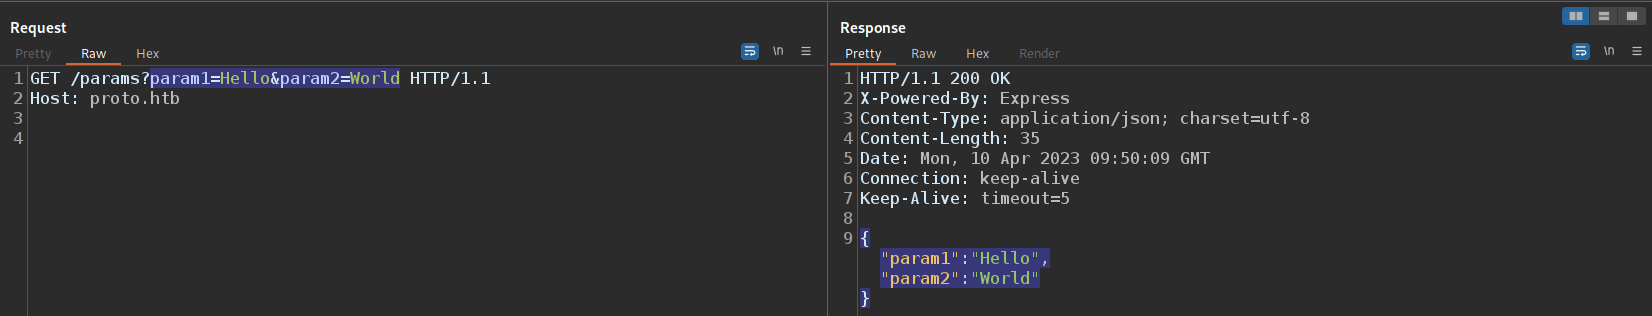 Request
Pretty Raw Hex
\n
1 GET /params?param1=Hello&param2=World HTTP/1.1
2 Host: proto.htb
3
4
Response
Pretty Raw Hex Render
\n
1 HTTP/1.1 200 OK
2 X-Powered-By: Express
3 Content-Type: application/json; charset=utf-8
4 Content-Length: 35
5 Date: Mon, 10 Apr 2023 09:50:09 GMT
6 Connection: keep-alive
7 Keep-Alive: timeout=5
8
9 {
"param1":"Hello",
"param2":"World"
}